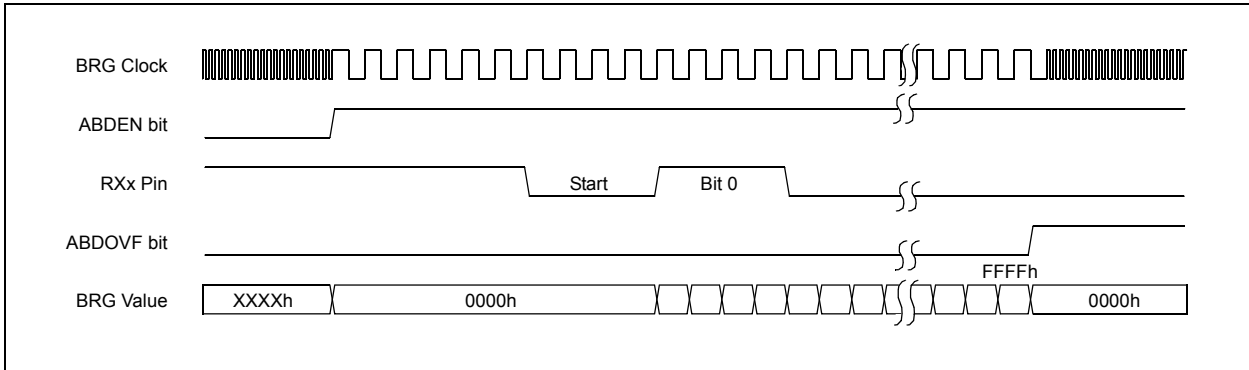 BRG Clock
ABDEN bit
RXx Pin
Start
Bit 0
ABDOVF bit
FFFFh
BRG Value
XXXXh
0000h
0000h